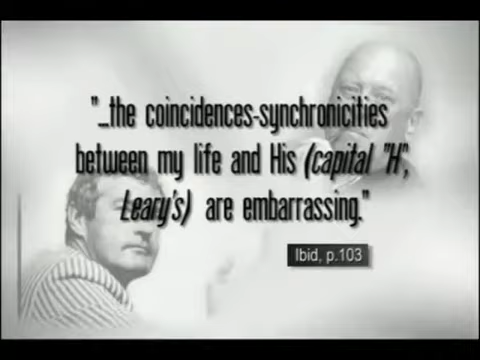 "...the coincidences-synchronicities
between my life and His (capital "H",
Leary's) are embarrassing."
Ibid, p.103